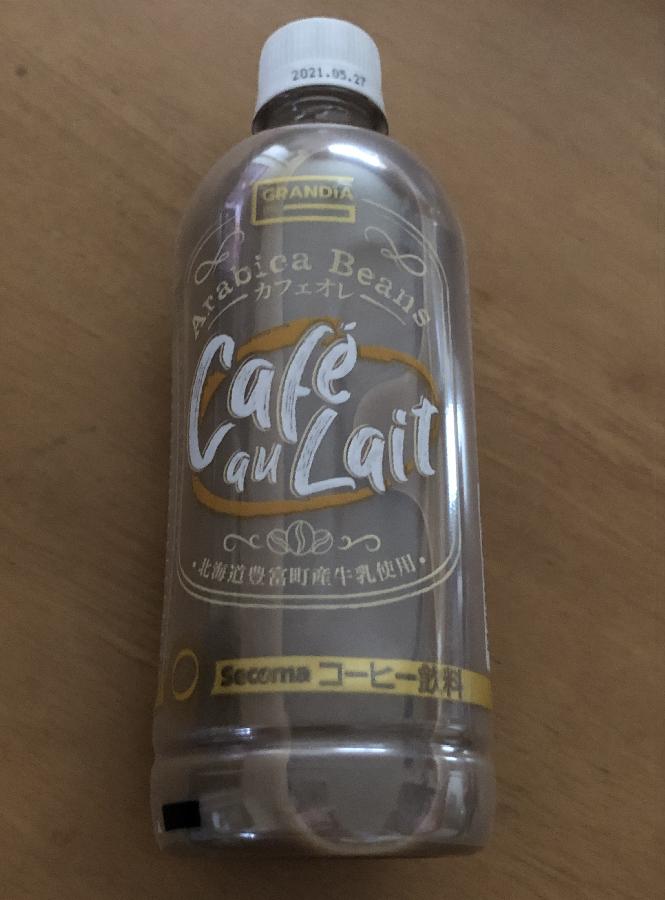 2021.05.27
GRANDIA
Arabica Beans
カフェオレ
Café
au Lait
・北海道豊富町産牛乳使用・
Secoma コーヒー飲料